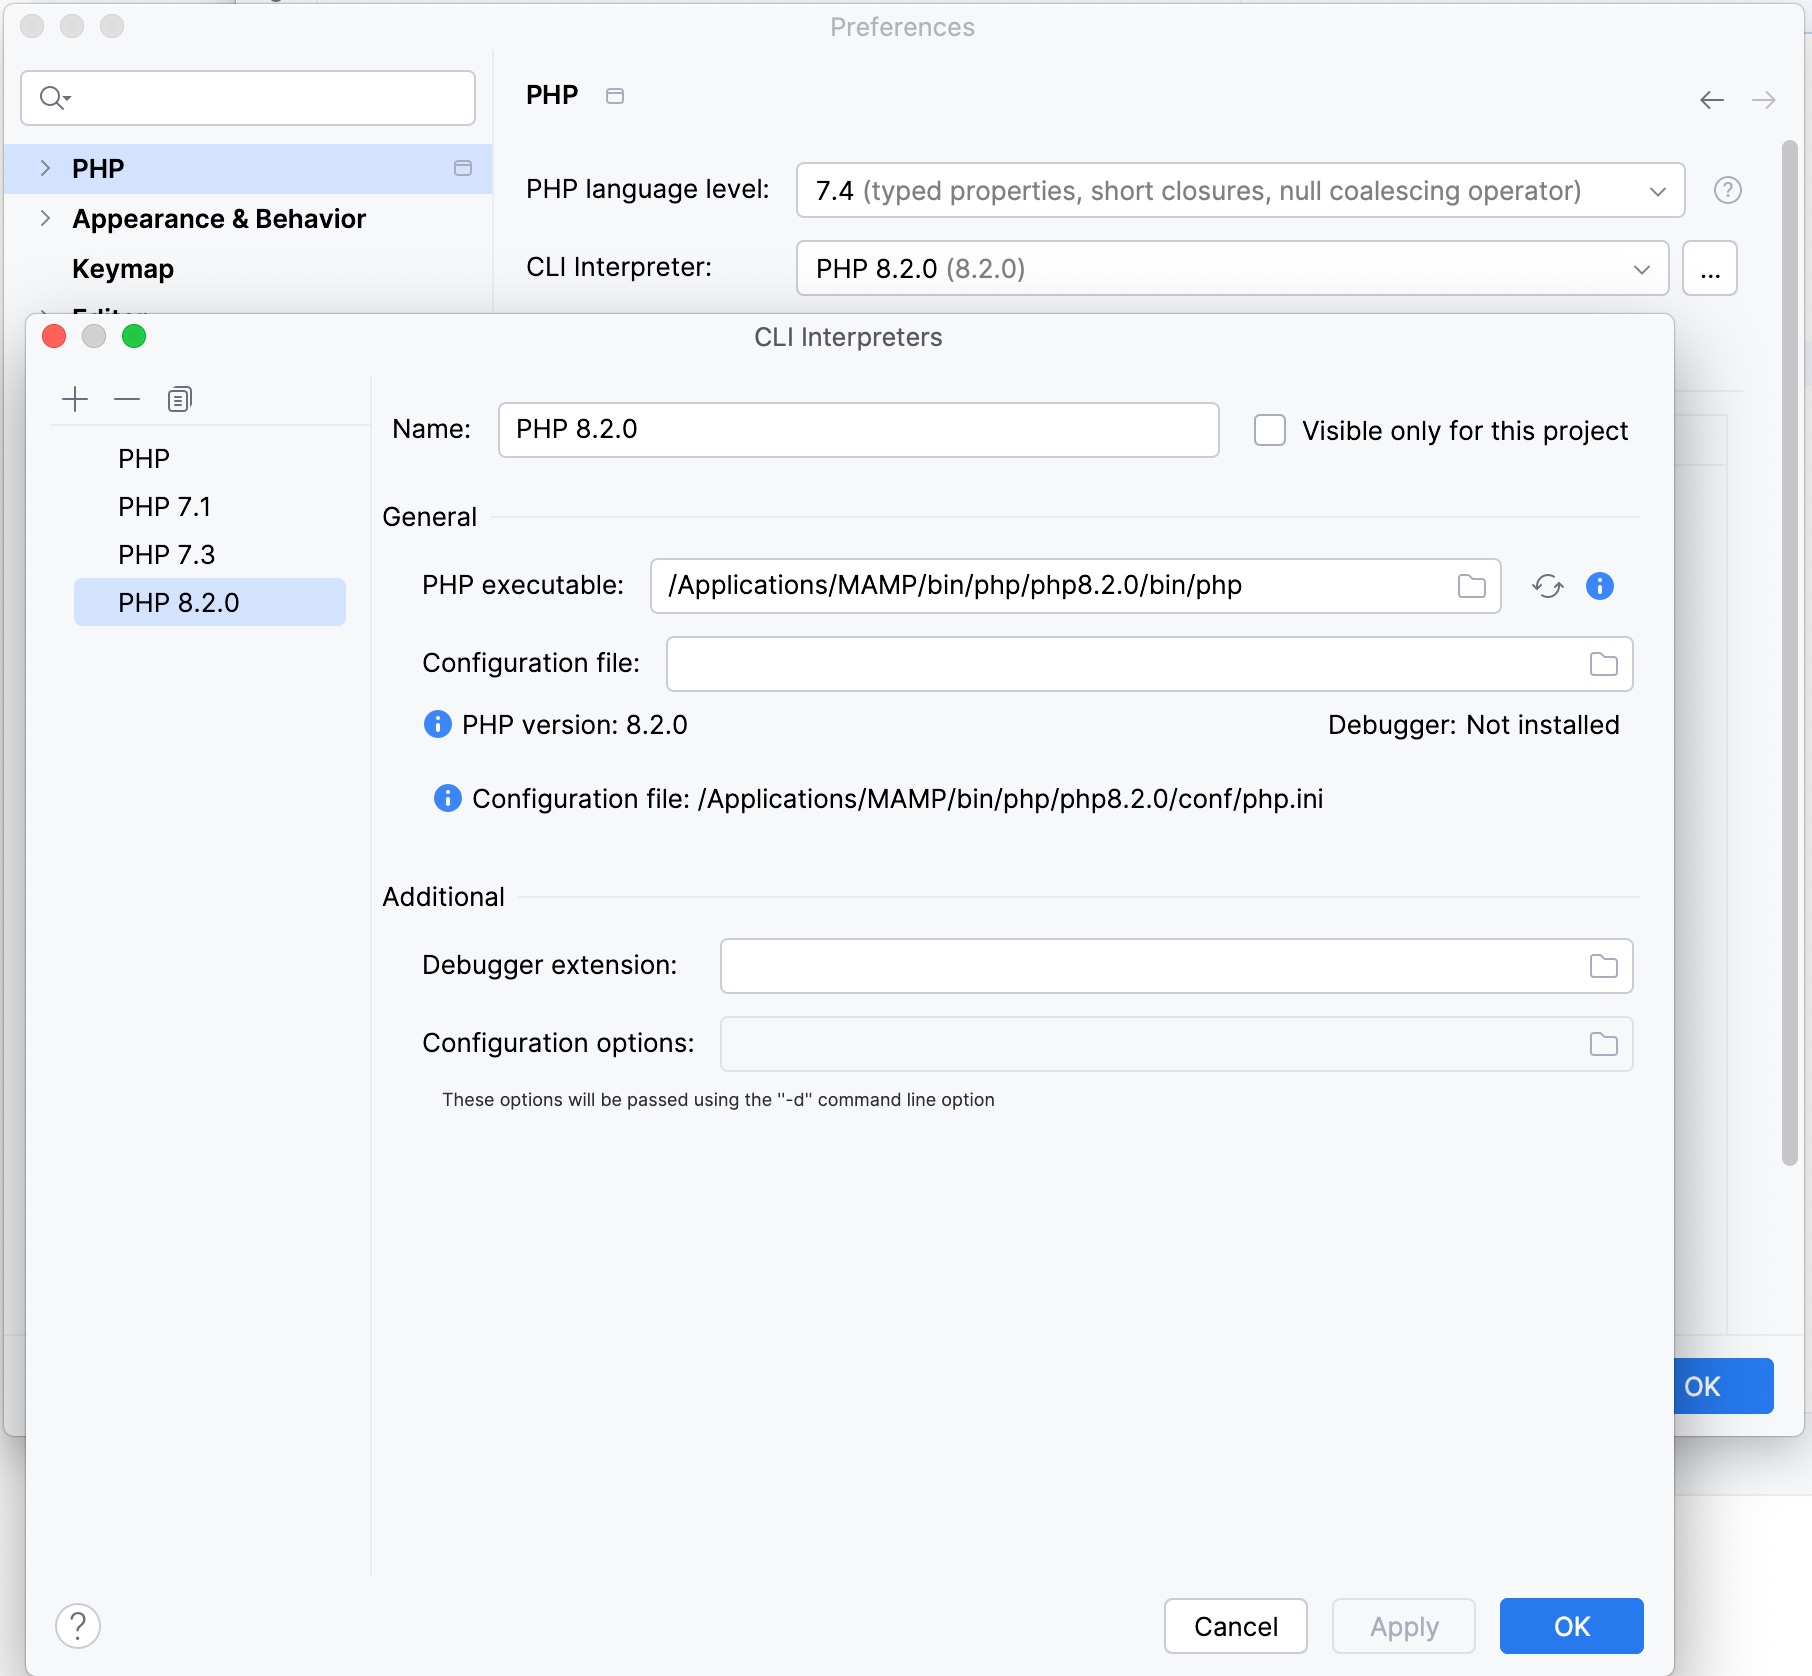 Preferences
PHP
PHP
Appearance & Behavior
Keymap
Editor
PHP language level: 7.4 (typed properties, short closures, null coalescing operator)
CLI Interpreter: PHP 8.2.0 (8.2.0) ...
CLI Interpreters
PHP
PHP 7.1
PHP 7.3
PHP 8.2.0
Name: PHP 8.2.0 Visible only for this project
General
PHP executable: /Applications/MAMP/bin/php/php8.2.0/bin/php
Configuration file:
PHP version: 8.2.0 Debugger: Not installed
Configuration file: /Applications/MAMP/bin/php/php8.2.0/conf/php.ini
Additional
Debugger extension:
Configuration options:
These options will be passed using the "-d" command line option
OK
? Cancel Apply OK